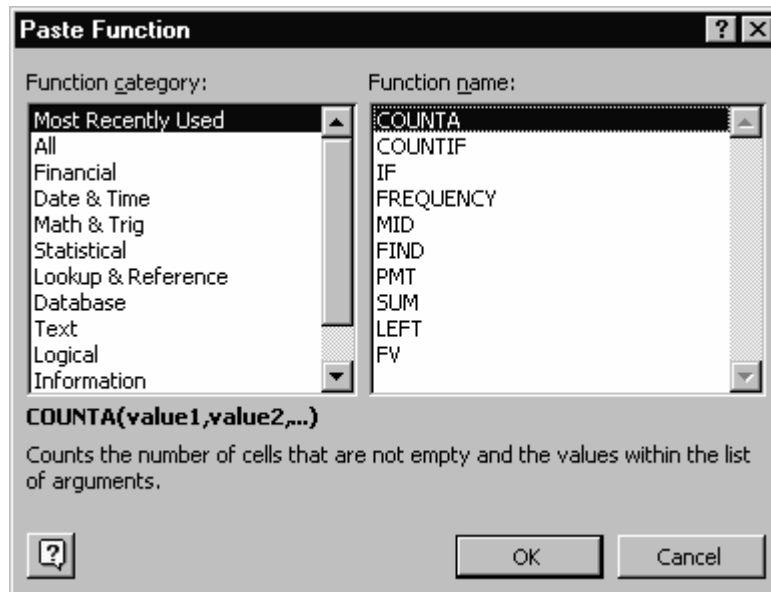 Paste Function
Function category:
Most Recently Used
All
Financial
Date & Time
Math & Trig
Statistical
Lookup & Reference
Database
Text
Logical
Information
Function name:
COUNTA
COUNTIF
IF
FREQUENCY
MID
FIND
PMT
SUM
LEFT
FV
COUNTA(value1,value2,...)
Counts the number of cells that are not empty and the values within the list
of arguments.
OK
Cancel